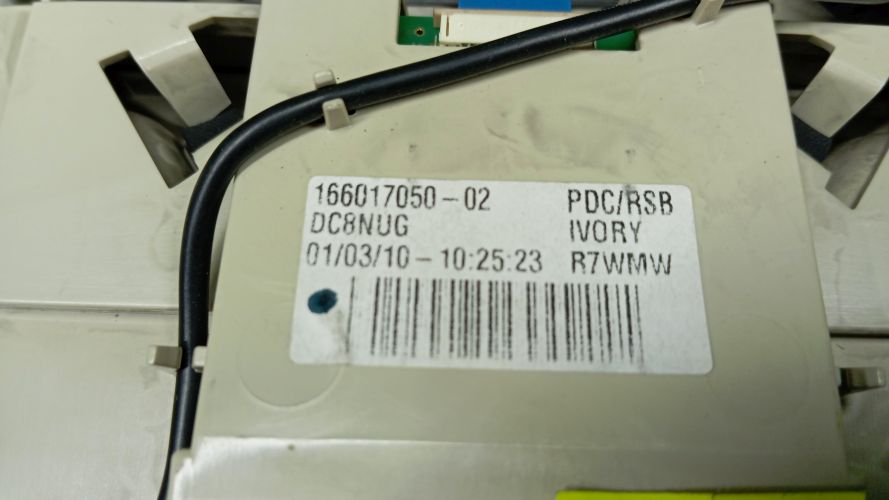 166017050-02 PDC/RSB
DC8NUG IVORY
01/03/10-10:25:23 R7WMW